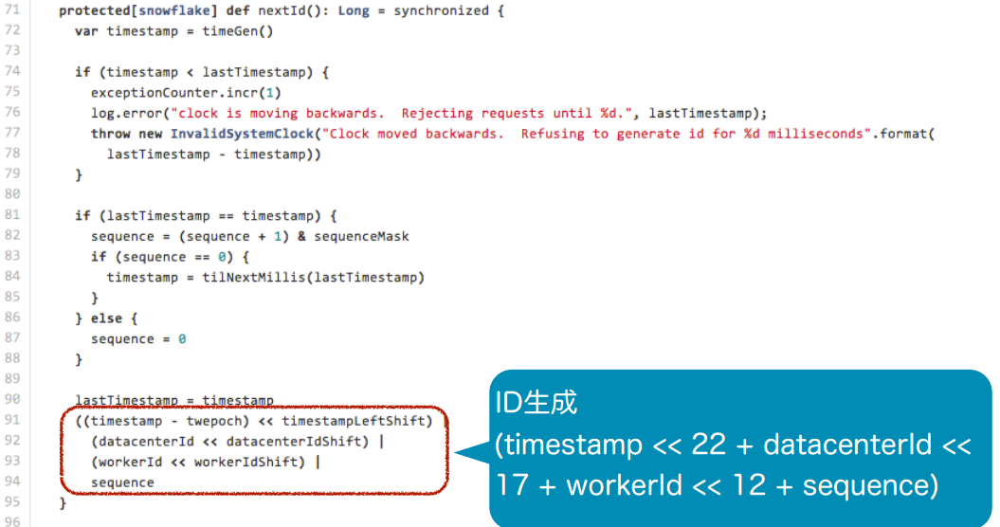 71 protected[snowflake] def nextId(): Long = synchronized {
72 var timestamp = timeGen()
73
74 if (timestamp < lastTimestamp) {
75 exceptionCounter.incr(1)
76 log.error("clock is moving backwards.  Rejecting requests until %d.", lastTimestamp);
77 throw new InvalidSystemClock("Clock moved backwards.  Refusing to generate id for %d milliseconds".format(
78 lastTimestamp - timestamp))
79 }
80
81 if (lastTimestamp == timestamp) {
82 sequence = (sequence + 1) & sequenceMask
83 if (sequence == 0) {
84 timestamp = tilNextMillis(lastTimestamp)
85 }
86 } else {
87 sequence = 0
88 }
89
90 lastTimestamp = timestamp
91 ((timestamp - twepoch) << timestampLeftShift) |
92 (datacenterId << datacenterIdShift) |
93 (workerId << workerIdShift) |
94 sequence
95 }
96
ID生成
(timestamp << 22 + datacenterId <<
17 + workerId << 12 + sequence)